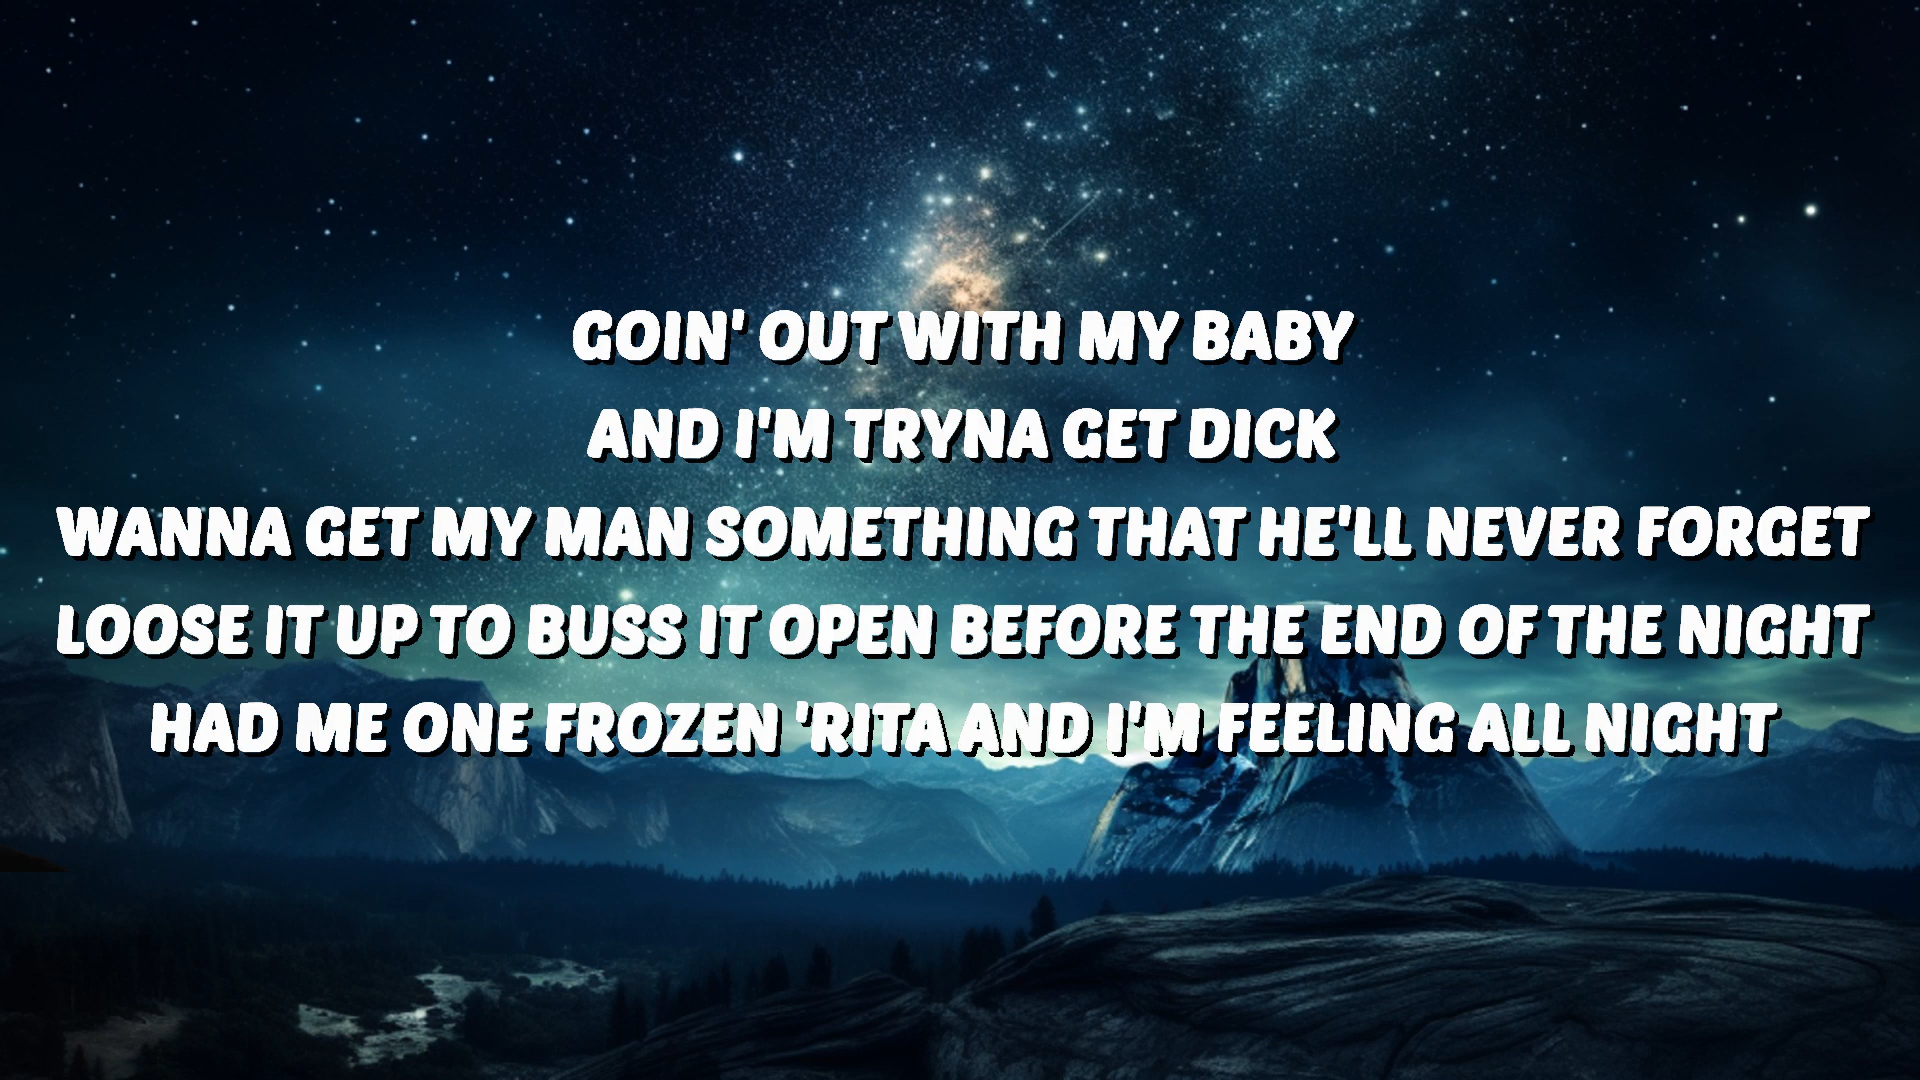 GOIN' OUT WITH MY BABY
AND I'M TRYNA GET DICK
WANNA GET MY MAN SOMETHING THAT HE'LL NEVER FORGET
LOOSE IT UP TO BUSS IT OPEN BEFORE THE END OF THE NIGHT
HAD ME ONE FROZEN 'RITA AND I'M FEELING ALL NIGHT